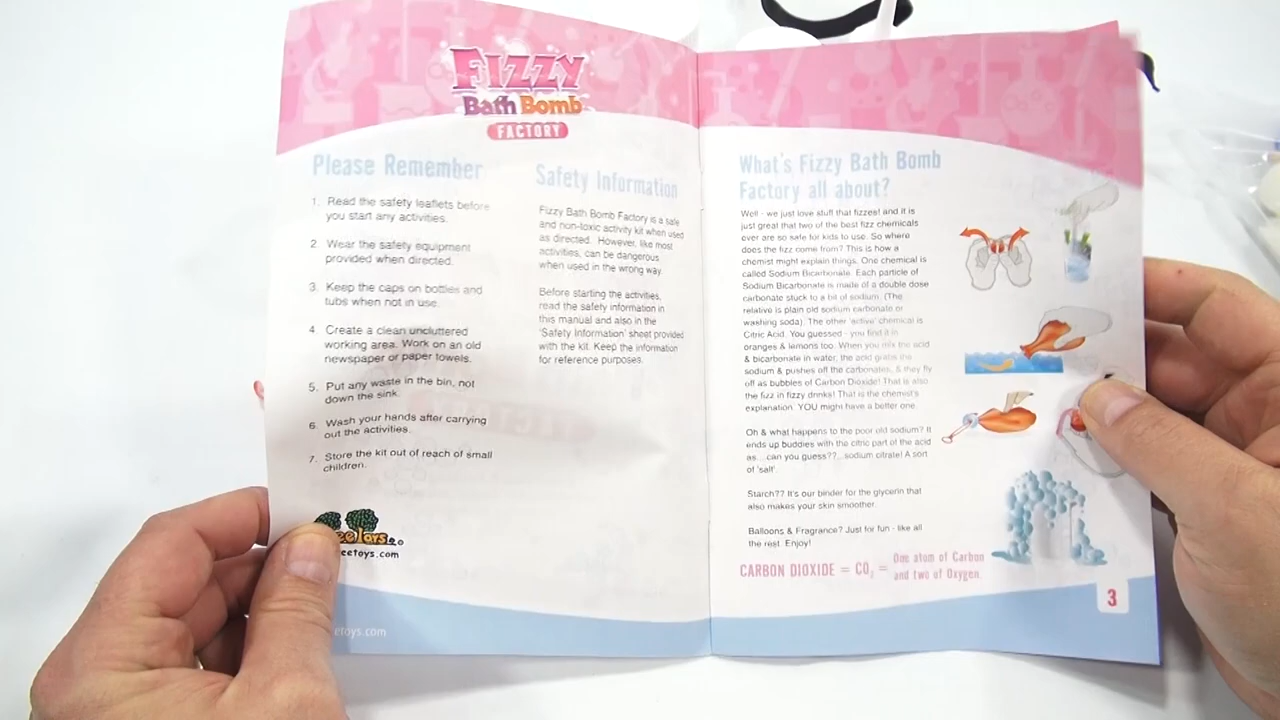 FIZZY
Bath Bomb
FACTORY
Please Remember
1. Read the safety leaflets before
you start any activities.
2. Wear the safety equipment
provided when directed.
3. Keep the caps on bottles and
tubs when not in use.
4 Create a clean uncluttered
working area. Work on an old
newspaper or paper towels.
5. Put any waste in the bin, not
down the sink.
6. Wash your hands after carrying
out the activities.
7. Store the kit out of reach of small
children.
eetoys.com
etoys.com
Safety Information
Fizzy Bath Bomb Factory is a safe
and non-toxic activity kit when used
as directed. However, like most
activities, can be dangerous
when used in the wrong way.
Before starting the activities,
read the safety information in
this manual and also in the
'Safety Information' sheet provided
with the kit. Keep the information
for reference purposes.
What's Fizzy Bath Bomb
Factory all about?
Well - we just love stuff that fizzes! and it is
just great that two of the best fizz chemicals
ever are so safe for kids to use. So where
does the fizz come from? This is how a
chemist might explain things. One chemical is
called Sodium Bicarbonate. Each particle of
Sodium Bicarbonate is made of a double dose
carbonate stuck to a bit of sodium. (The
relative is plain old sodium carbonate or
washing soda). The other 'active' chemical is
Citric Acid. You guessed - you find it in
oranges & lemons too. When you mix the acid
& bicarbonate in water, the acid grabs the
sodium & pushes off the carbonates, & they fly
off as bubbles of Carbon Dioxide! That is also
the fizz in fizzy drinks! That is the chemist's
explanation. YOU might have a better one.
Oh & what happens to the poor old sodium? It
ends up buddies with the citric part of the acid
as....can you guess??...sodium citrate! A sort
of 'salt'.
Starch?? It's our binder for the glycerin that
also makes your skin smoother.
Balloons & Fragrance? Just for fun - like all
the rest. Enjoy!
CARBON DIOXIDE = CO₂ = One atom of Carbon
and two of Oxygen.
3